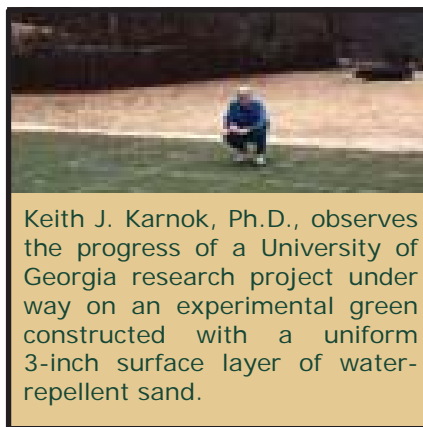 Keith J. Karnok, Ph.D., observes
the progress of a University of
Georgia research project under
way on an experimental green
constructed with a uniform
3-inch surface layer of water-
repellent sand.